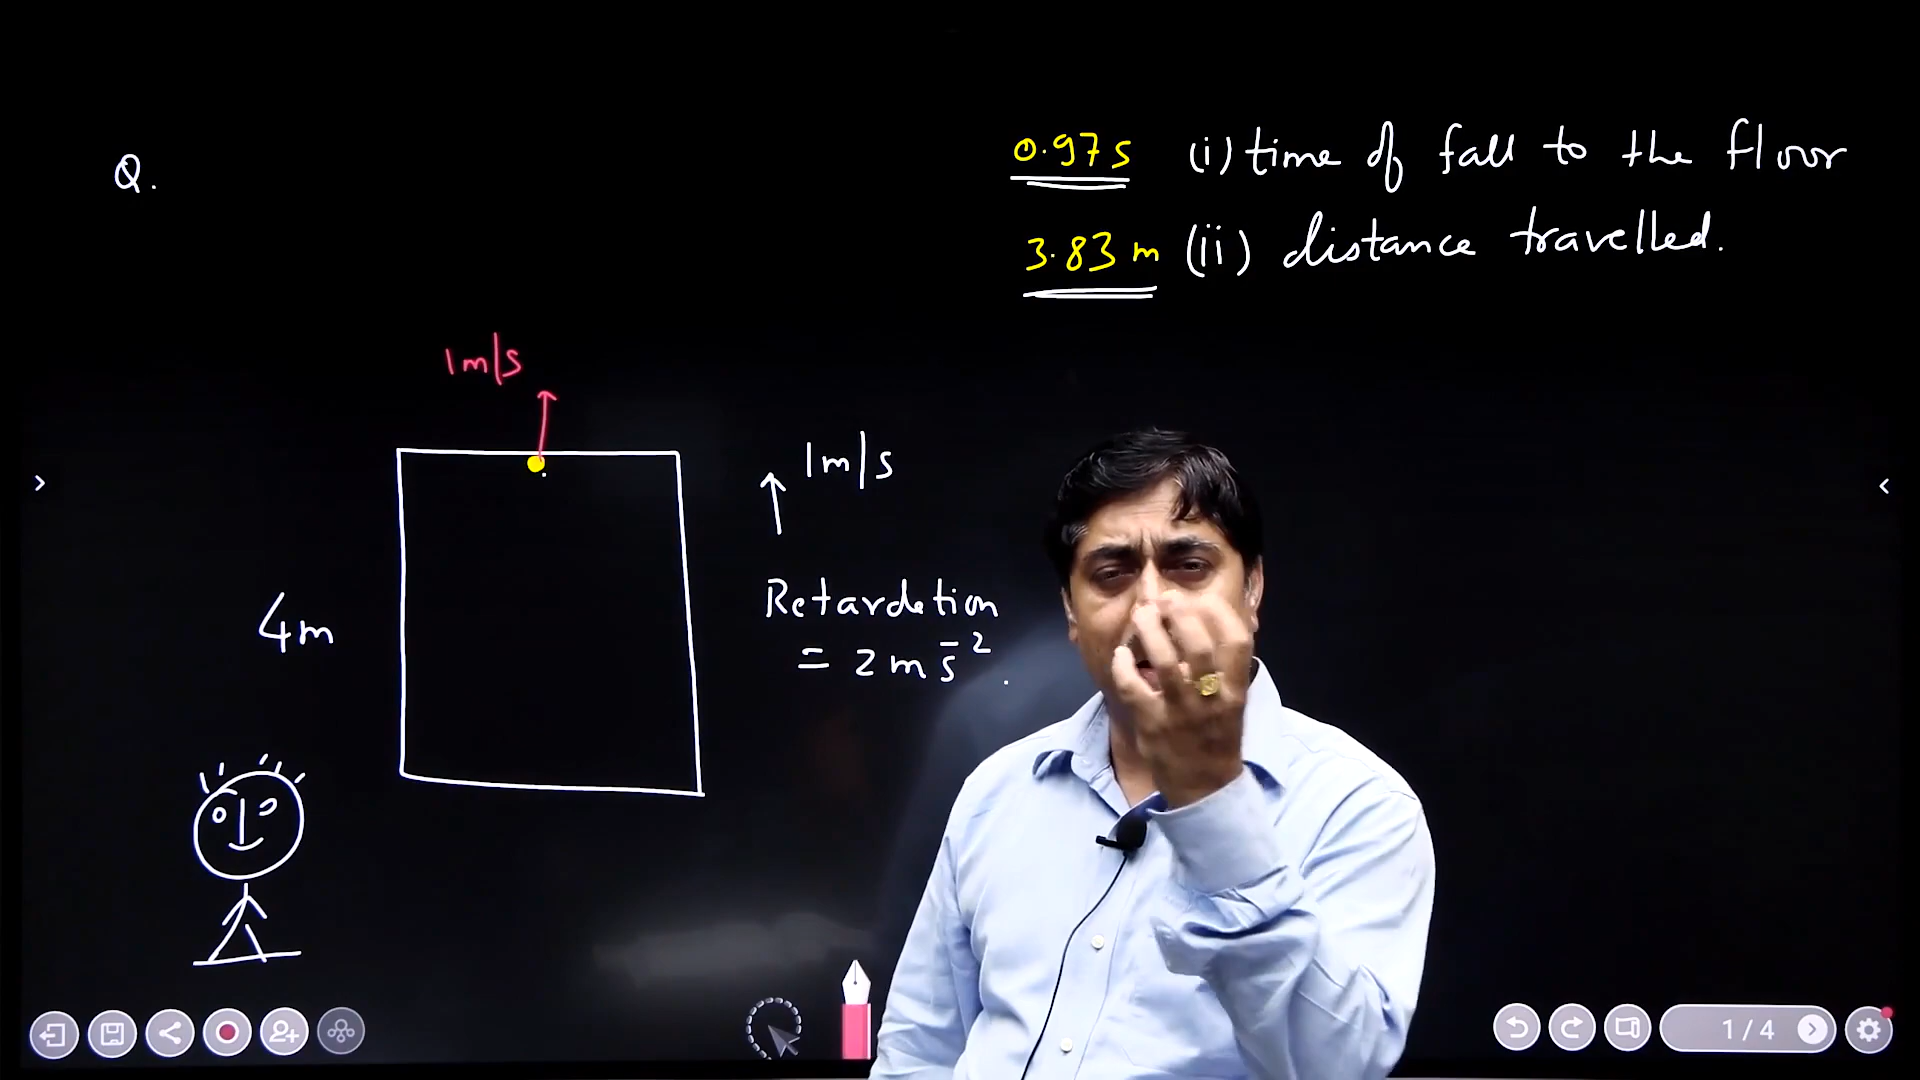 Q.
0.97 s (i) time of fall to the floor
3.83 m (ii) distance travelled.
1m/s
1m/s
4m
Retardetion
= 2 m s̄²
1 / 4